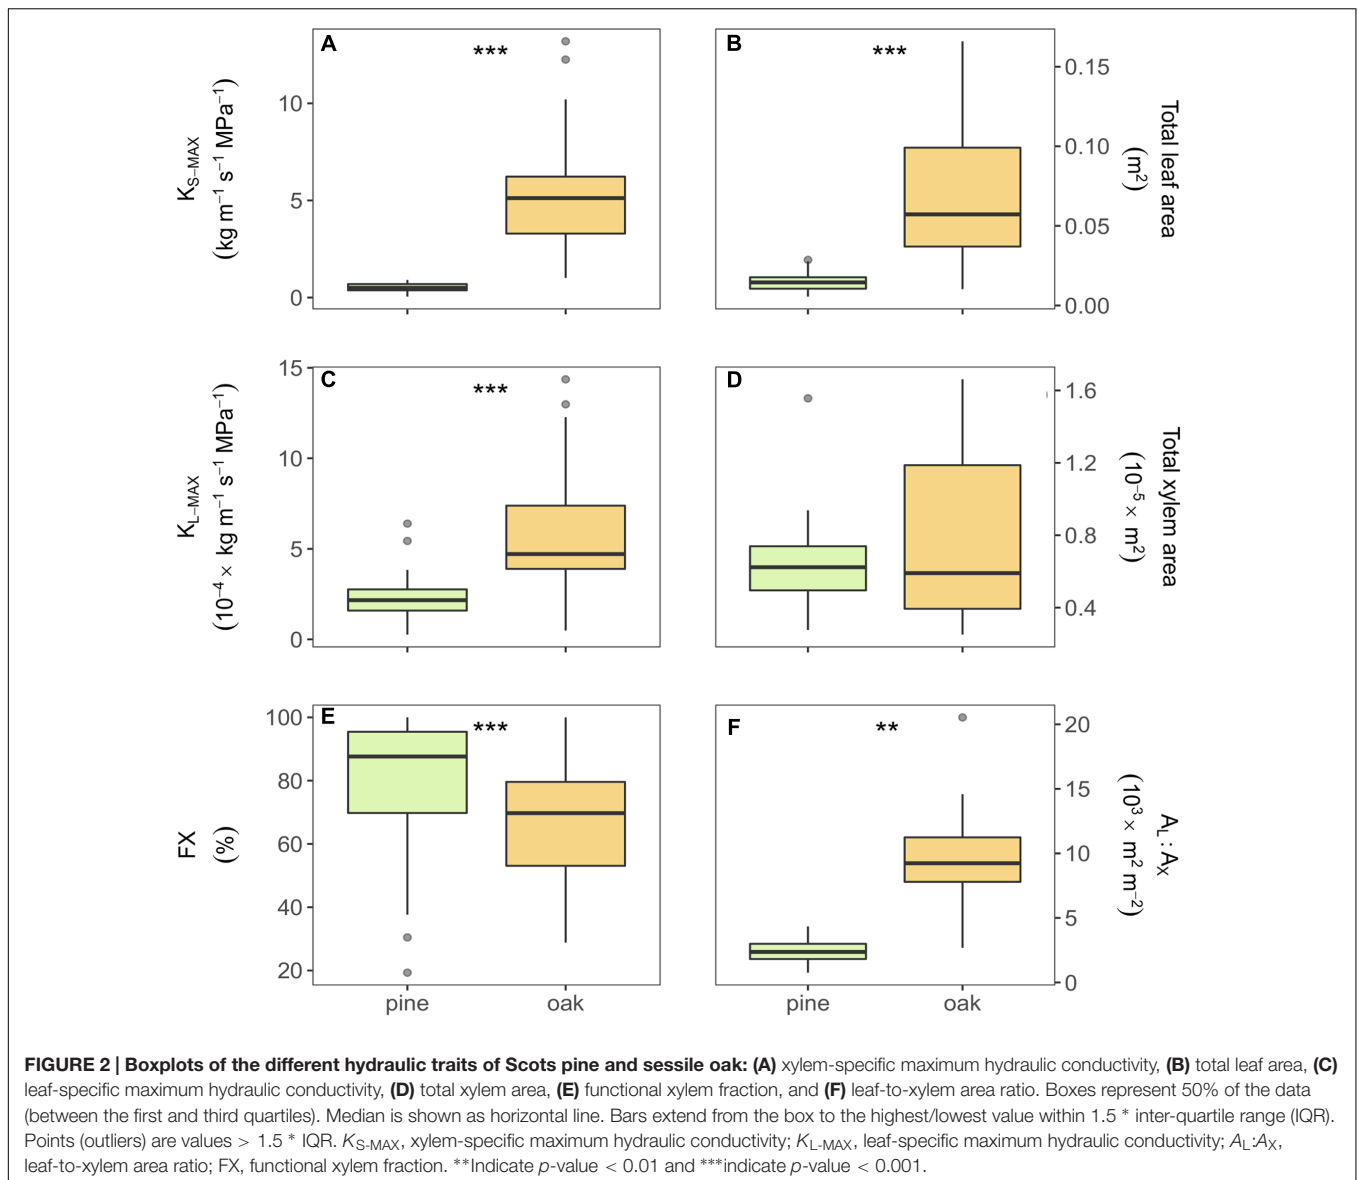 A
***
K_S–MAX
(kg m⁻¹ s⁻¹ MPa⁻¹)
10
5
0
B
***
0.15
0.10
0.05
0.00
Total leaf area
(m²)
C
***
K_L–MAX
(10⁻⁴ × kg m⁻¹ s⁻¹ MPa⁻¹)
15
10
5
0
D
1.6
1.2
0.8
0.4
Total xylem area
(10⁻⁵ × m²)
E
***
FX
(%)
100
80
60
40
20
pine
oak
F
**
20
15
10
5
0
A_L : A_X
(10³ × m² m⁻²)
pine
oak
FIGURE 2 | Boxplots of the different hydraulic traits of Scots pine and sessile oak: (A) xylem-specific maximum hydraulic conductivity, (B) total leaf area, (C)
leaf-specific maximum hydraulic conductivity, (D) total xylem area, (E) functional xylem fraction, and (F) leaf-to-xylem area ratio. Boxes represent 50% of the data
(between the first and third quartiles). Median is shown as horizontal line. Bars extend from the box to the highest/lowest value within 1.5 * inter-quartile range (IQR).
Points (outliers) are values > 1.5 * IQR. K_S-MAX, xylem-specific maximum hydraulic conductivity; K_L-MAX, leaf-specific maximum hydraulic conductivity; A_L:A_X,
leaf-to-xylem area ratio; FX, functional xylem fraction. **Indicate p-value < 0.01 and ***indicate p-value < 0.001.